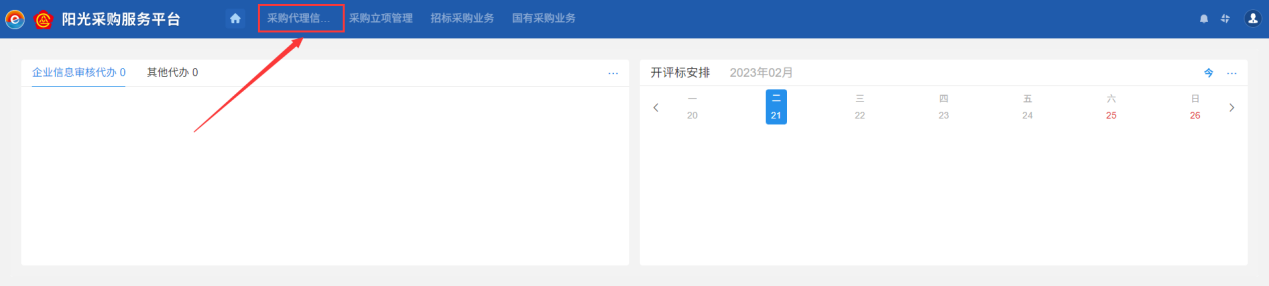 阳光采购服务平台 采购代理信... 采购立项管理 招标采购业务 国有采购业务
企业信息审核代办 0 其他代办 0 ...
开评标安排 2023年02月 今 ...
一 二 三 四 五 六 日
20 21 22 23 24 25 26